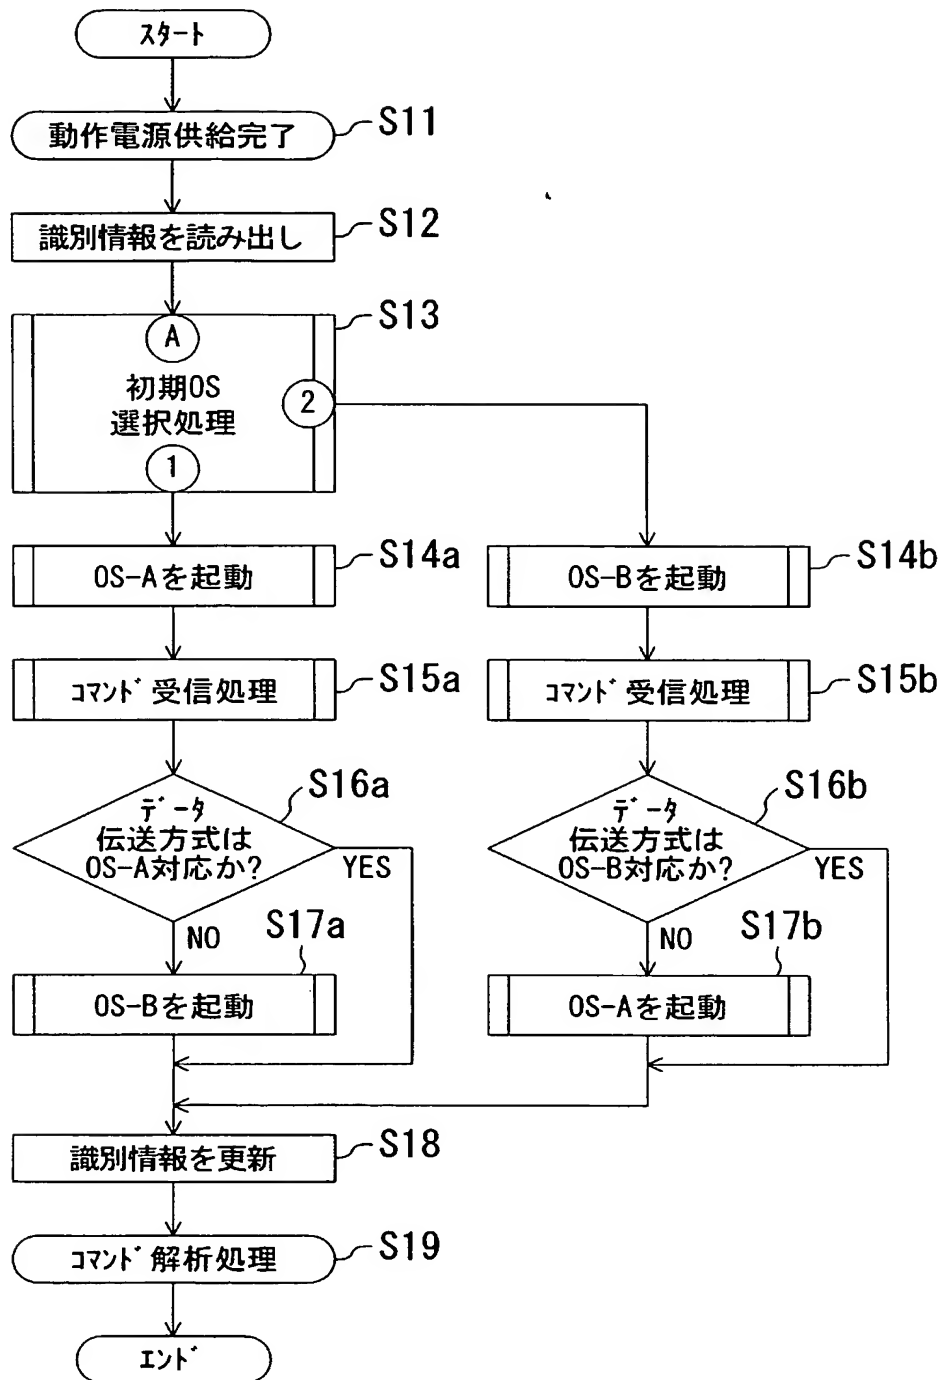 スタート
動作電源供給完了
S11
識別情報を読み出し
S12
S13
A
初期OS
選択処理
2
1
OS-Aを起動
S14a
OS-Bを起動
S14b
コマンド受信処理
S15a
コマンド受信処理
S15b
S16a
データ
伝送方式は
OS-A対応か?
YES
NO
S16b
データ
伝送方式は
OS-B対応か?
YES
NO
S17a
OS-Bを起動
S17b
OS-Aを起動
識別情報を更新
S18
コマンド解析処理
S19
エンド